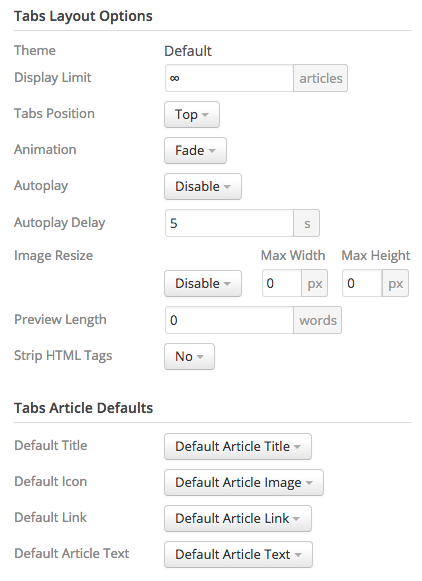 Tabs Layout Options
Theme Default
Display Limit ∞ articles
Tabs Position Top
Animation Fade
Autoplay Disable
Autoplay Delay 5 s
Image Resize Max Width Max Height
Disable 0 px 0 px
Preview Length 0 words
Strip HTML Tags No
Tabs Article Defaults
Default Title Default Article Title
Default Icon Default Article Image
Default Link Default Article Link
Default Article Text Default Article Text